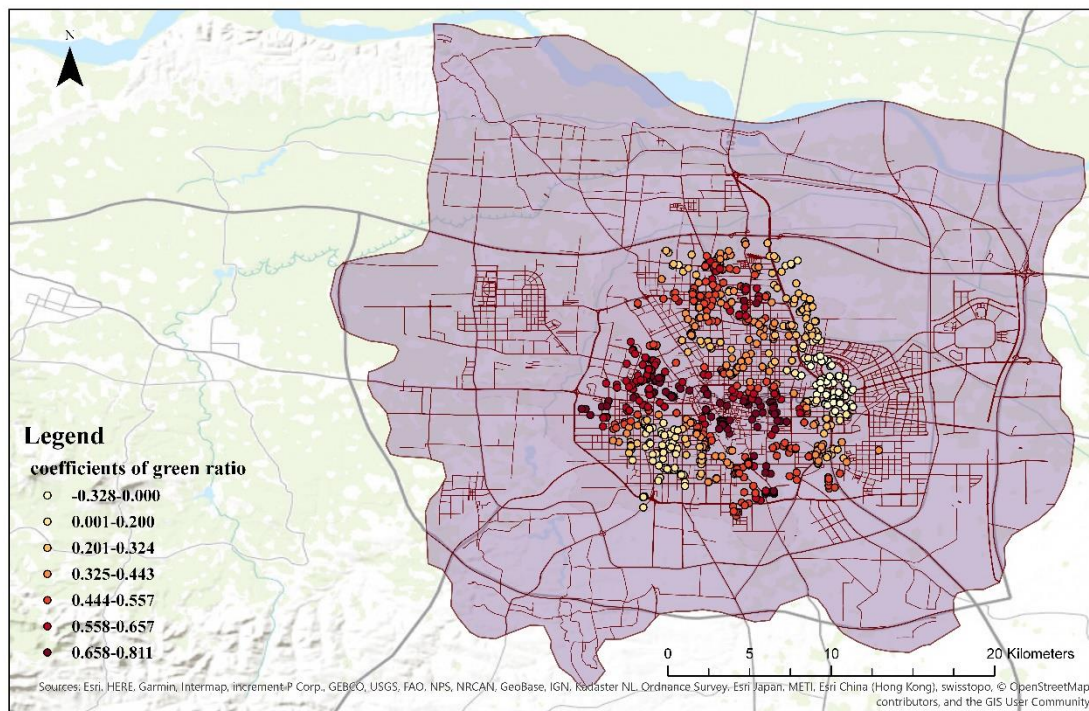 N
Legend
coefficients of green ratio
-0.328-0.000
0.001-0.200
0.201-0.324
0.325-0.443
0.444-0.557
0.558-0.657
0.658-0.811
0 5 10 20 Kilometers
Sources: Esri, HERE, Garmin, Intermap, increment P Corp., GEBCO, USGS, FAO, NPS, NRCAN, GeoBase, IGN, Kadaster NL, Ordnance Survey, Esri Japan, METI, Esri China (Hong Kong), swisstopo, © OpenStreetMap
contributors, and the GIS User Community